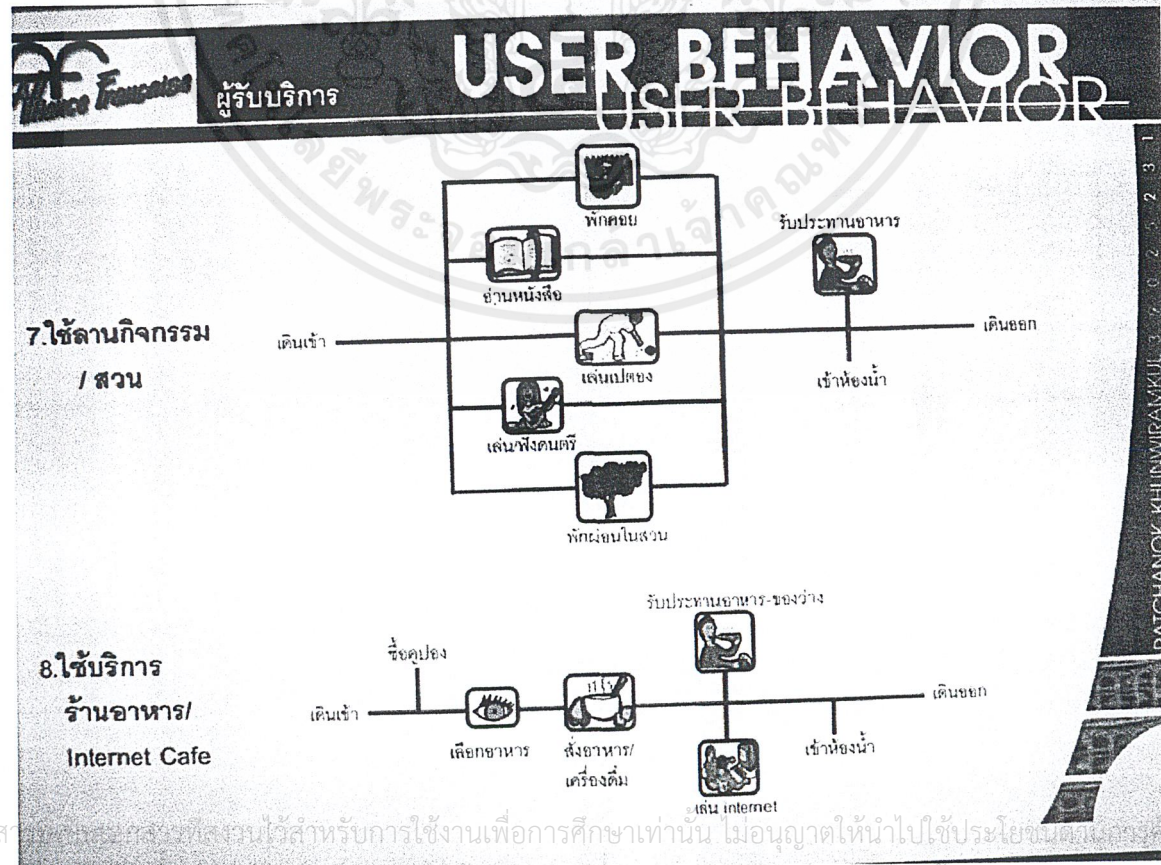 Alliance Française
ผู้รับบริการ
USER BEHAVIOR
USER BEHAVIOR
พักคอย
รับประทานอาหาร
อ่านหนังสือ
7.ใช้ลานกิจกรรม
/ สวน
เดินเข้า
เล่นเปตอง
เดินออก
เข้าห้องน้ำ
เล่น/ฟังดนตรี
พักผ่อนในสวน
รับประทานอาหาร-ของว่าง
8.ใช้บริการ
ร้านอาหาร/
Internet Cafe
ซื้อคูปอง
เดินเข้า
เดินออก
เลือกอาหาร
สั่งอาหาร/
เครื่องดื่ม
เข้าห้องน้ำ
เล่น internet
PATCHANOK KHUNWIRAMKUL 3 7 0 2 5 2 3 1
สงวนไว้สำหรับการใช้งานเพื่อการศึกษาเท่านั้น ไม่อนุญาตให้นำไปใช้ประโยชน์